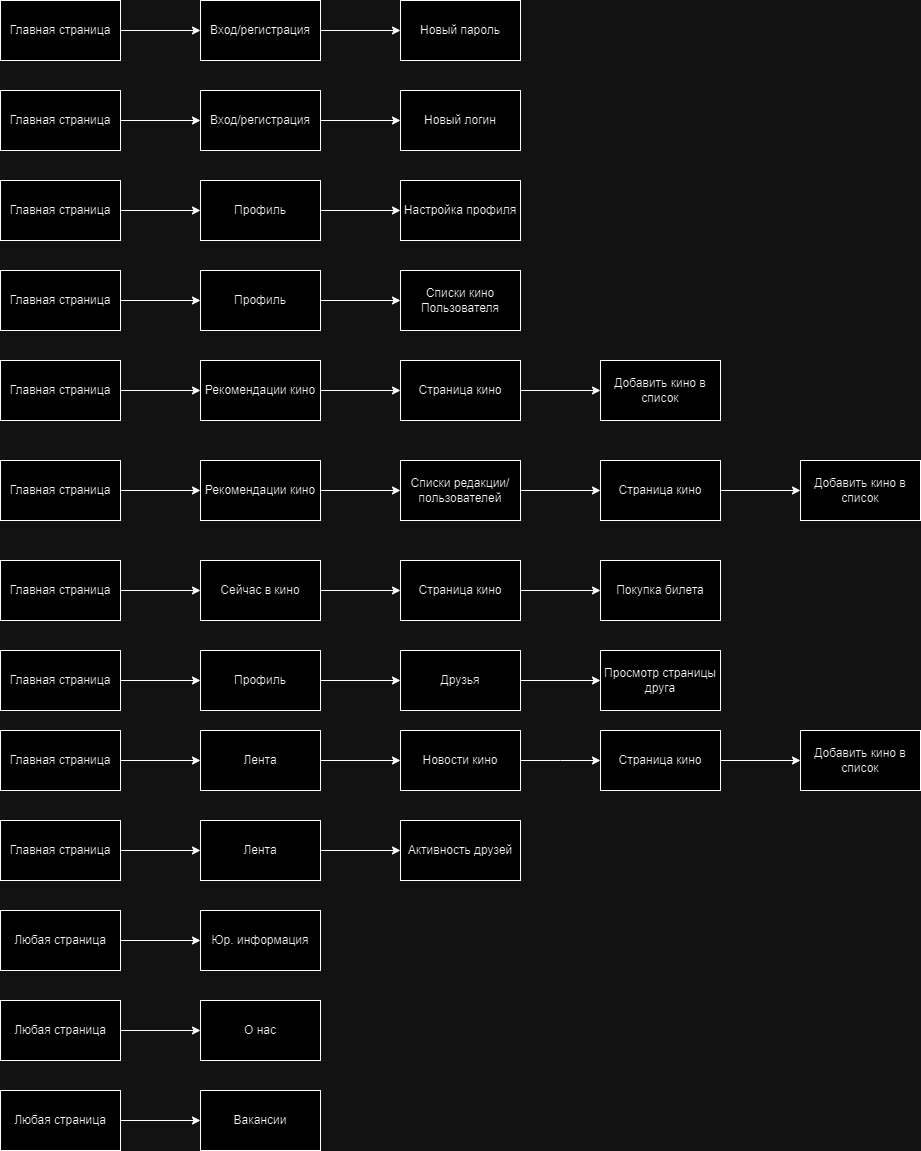 Главная страница
Вход/регистрация
Новый пароль
Главная страница
Вход/регистрация
Новый логин
Главная страница
Профиль
Настройка профиля
Главная страница
Профиль
Списки кино
Пользователя
Главная страница
Рекомендации кино
Страница кино
Добавить кино в
список
Главная страница
Рекомендации кино
Списки редакции/
пользователей
Страница кино
Добавить кино в
список
Главная страница
Сейчас в кино
Страница кино
Покупка билета
Главная страница
Профиль
Друзья
Просмотр страницы
друга
Главная страница
Лента
Новости кино
Страница кино
Добавить кино в
список
Главная страница
Лента
Активность друзей
Любая страница
Юр. информация
Любая страница
О нас
Любая страница
Вакансии